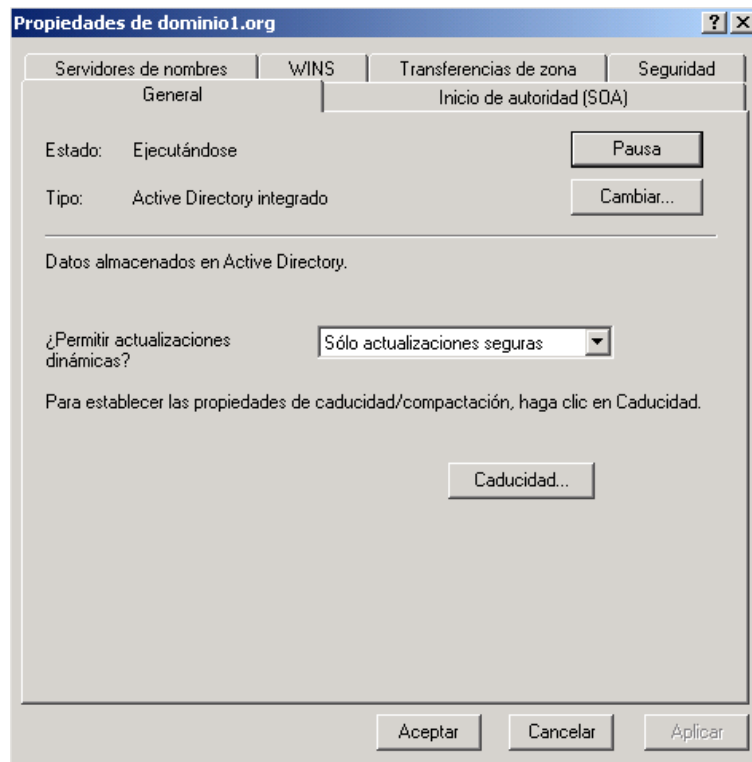 Propiedades de dominio1.org
Servidores de nombres WINS Transferencias de zona Seguridad
General Inicio de autoridad (SOA)
Estado: Ejecutándose Pausa
Tipo: Active Directory integrado Cambiar...
Datos almacenados en Active Directory.
¿Permitir actualizaciones
dinámicas?
Sólo actualizaciones seguras
Para establecer las propiedades de caducidad/compactación, haga clic en Caducidad.
Caducidad...
Aceptar Cancelar Aplicar